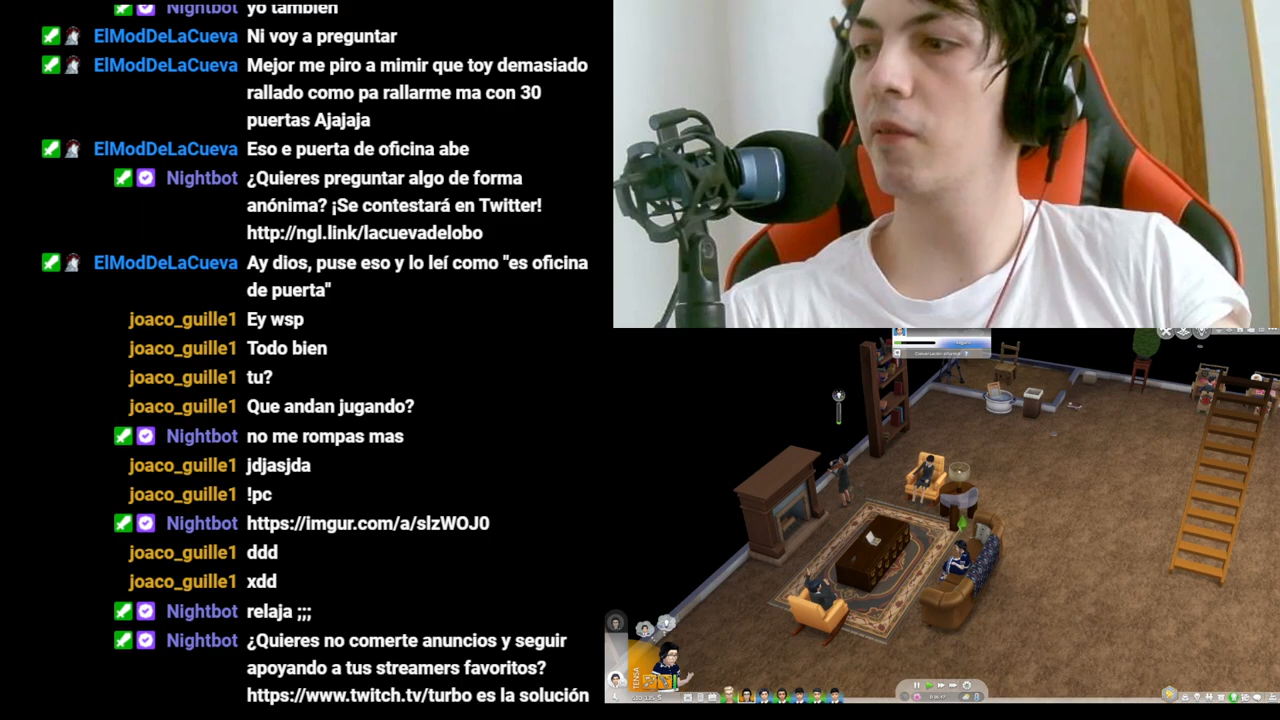 Nightbot yo también
ElModDeLaCueva Ni voy a preguntar
ElModDeLaCueva Mejor me piro a mimir que toy demasiado
rallado como pa rallarme ma con 30
puertas Ajajaja
ElModDeLaCueva Eso e puerta de oficina abe
Nightbot ¿Quieres preguntar algo de forma
anónima? ¡Se contestará en Twitter!
http://ngl.link/lacuevadelobo
ElModDeLaCueva Ay dios, puse eso y lo leí como "es oficina
de puerta"
joaco_guille1 Ey wsp
joaco_guille1 Todo bien
joaco_guille1 tu?
joaco_guille1 Que andan jugando?
Nightbot no me rompas mas
joaco_guille1 jdjasjda
joaco_guille1 !pc
Nightbot https://imgur.com/a/slzWOJ0
joaco_guille1 ddd
joaco_guille1 xdd
Nightbot relaja ;;;
Nightbot ¿Quieres no comerte anuncios y seguir
apoyando a tus streamers favoritos?
https://www.twitch.tv/turbo es la solución
TENSA